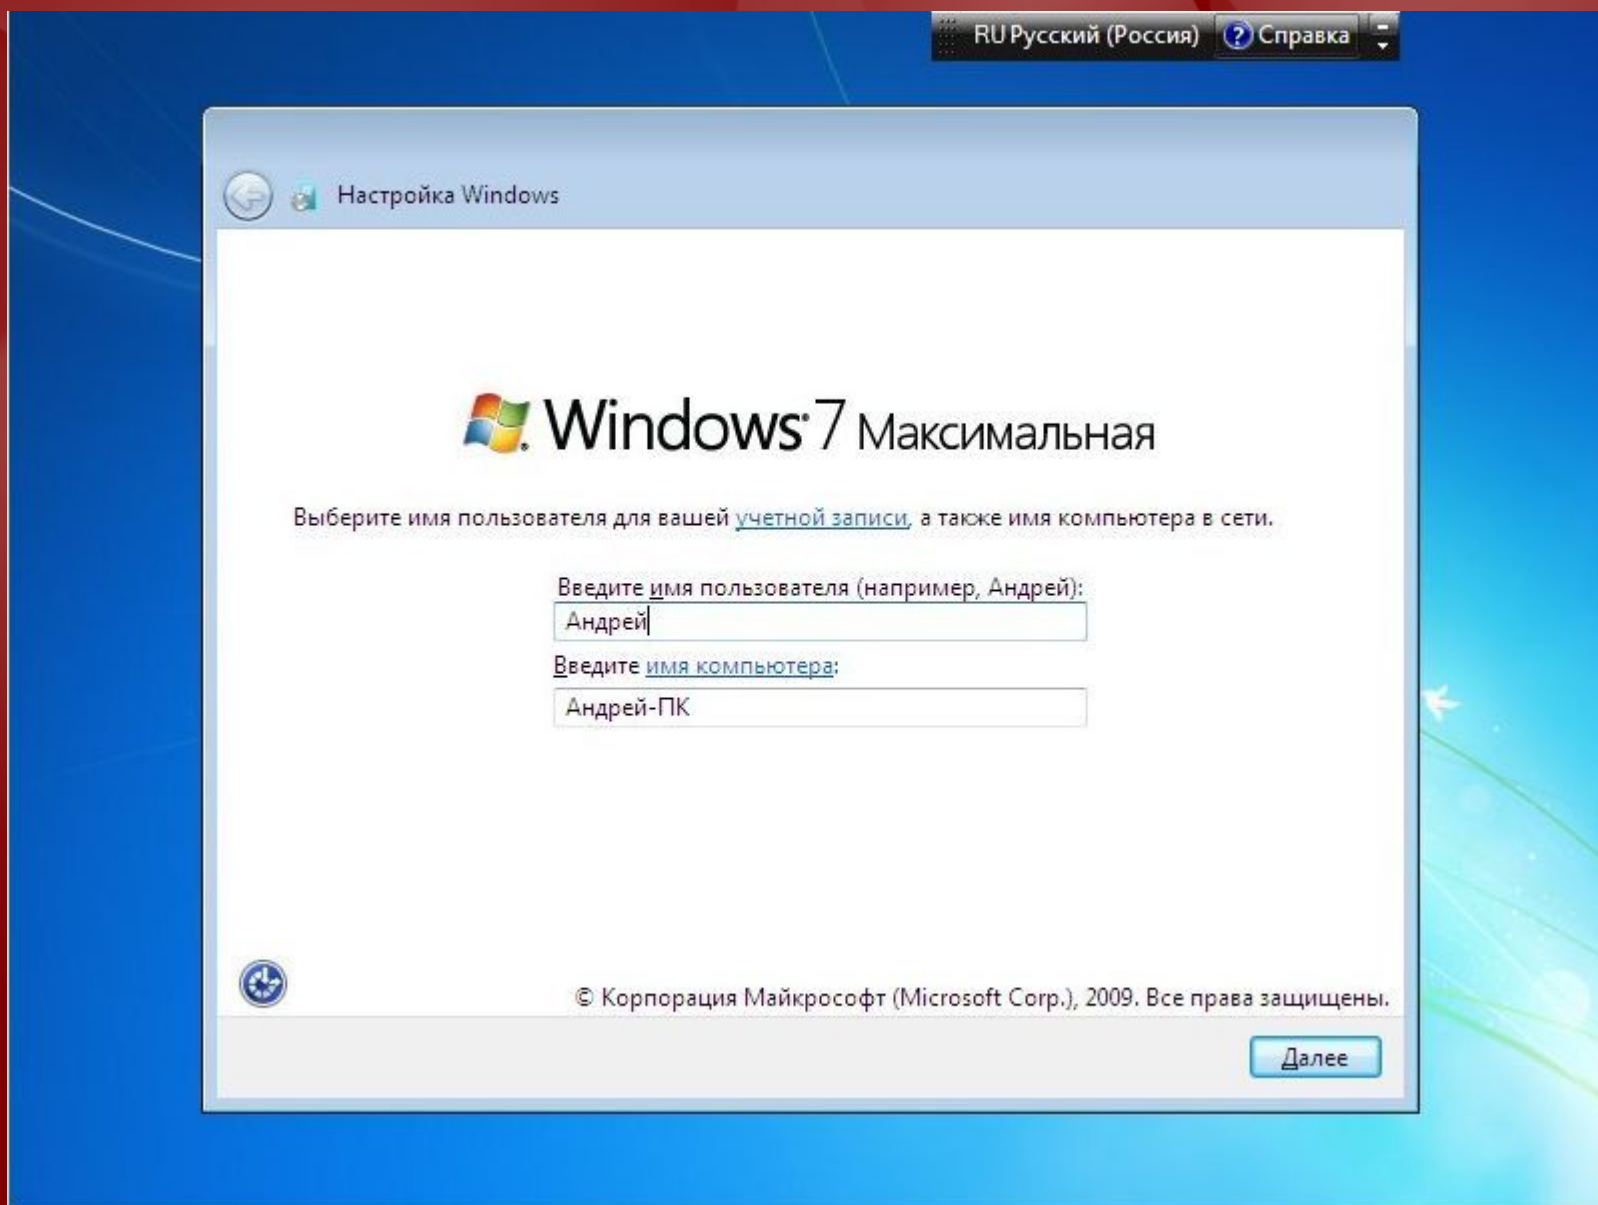 RU Русский (Россия) Справка
Настройка Windows
Windows 7 Максимальная
Выберите имя пользователя для вашей учетной записи, а также имя компьютера в сети.
Введите имя пользователя (например, Андрей):
Андрей
Введите имя компьютера:
Андрей-ПК
© Корпорация Майкрософт (Microsoft Corp.), 2009. Все права защищены.
Далее